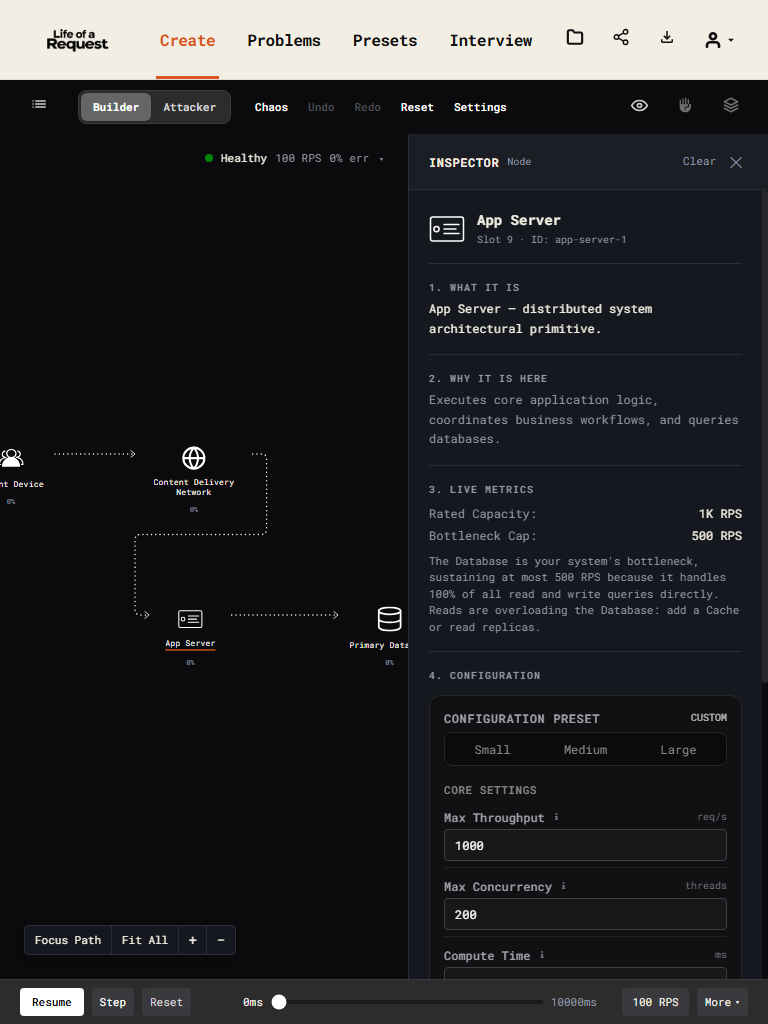 Life of a
Request
Create
Problems
Presets
Interview
Builder
Attacker
Chaos
Undo
Redo
Reset
Settings
Healthy 100 RPS 0% err
INSPECTOR Node
Clear
App Server
Slot 9 · ID: app-server-1
1. WHAT IT IS
App Server — distributed system
architectural primitive.
2. WHY IT IS HERE
Executes core application logic,
coordinates business workflows, and queries
databases.
3. LIVE METRICS
Rated Capacity: 1K RPS
Bottleneck Cap: 500 RPS
The Database is your system's bottleneck,
sustaining at most 500 RPS because it handles
100% of all read and write queries directly.
Reads are overloading the Database: add a Cache
or read replicas.
4. CONFIGURATION
CONFIGURATION PRESET CUSTOM
Small Medium Large
CORE SETTINGS
Max Throughput i req/s
1000
Max Concurrency i threads
200
Compute Time i ms
nt Device
0%
Content Delivery
Network
0%
App Server
0%
Primary Data
0%
Focus Path
Fit All
+
−
Resume
Step
Reset
0ms
10000ms
100 RPS
More